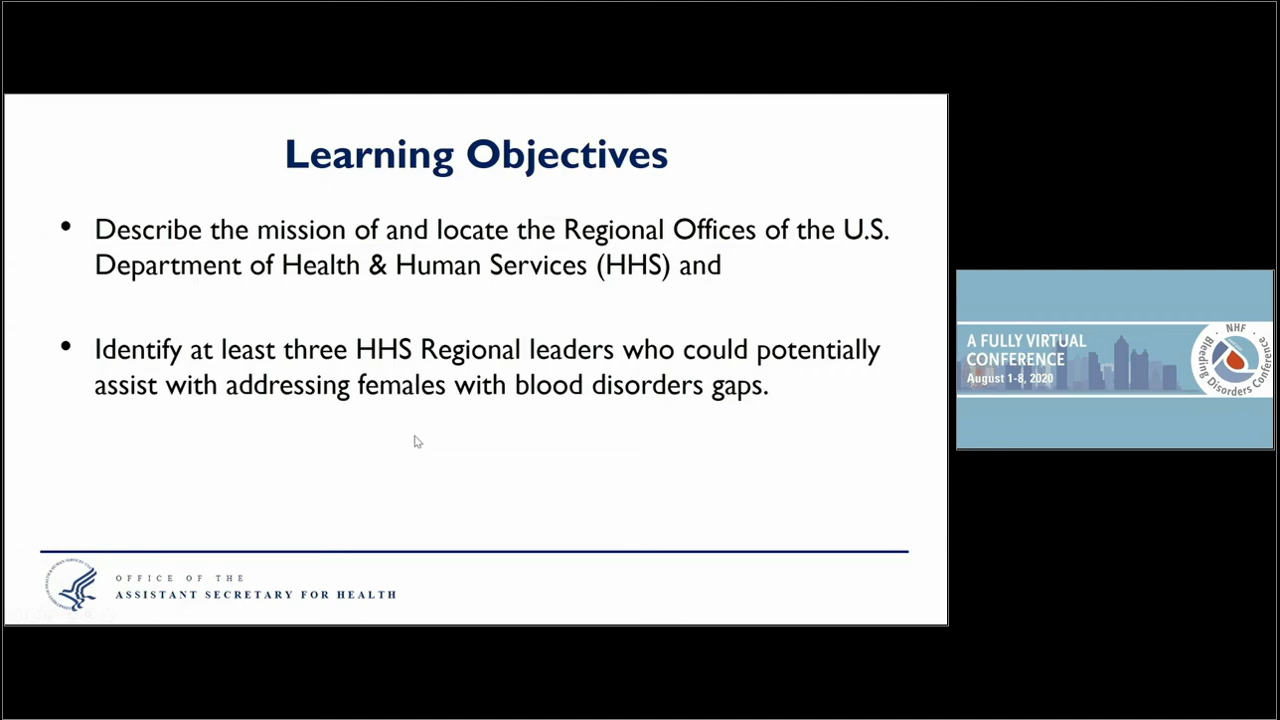 Learning Objectives
• Describe the mission of and locate the Regional Offices of the U.S.
Department of Health & Human Services (HHS) and
• Identify at least three HHS Regional leaders who could potentially
assist with addressing females with blood disorders gaps.
OFFICE OF THE
ASSISTANT SECRETARY FOR HEALTH
A FULLY VIRTUAL
CONFERENCE
August 1-8, 2020
NHF
Bleeding Disorders Conference